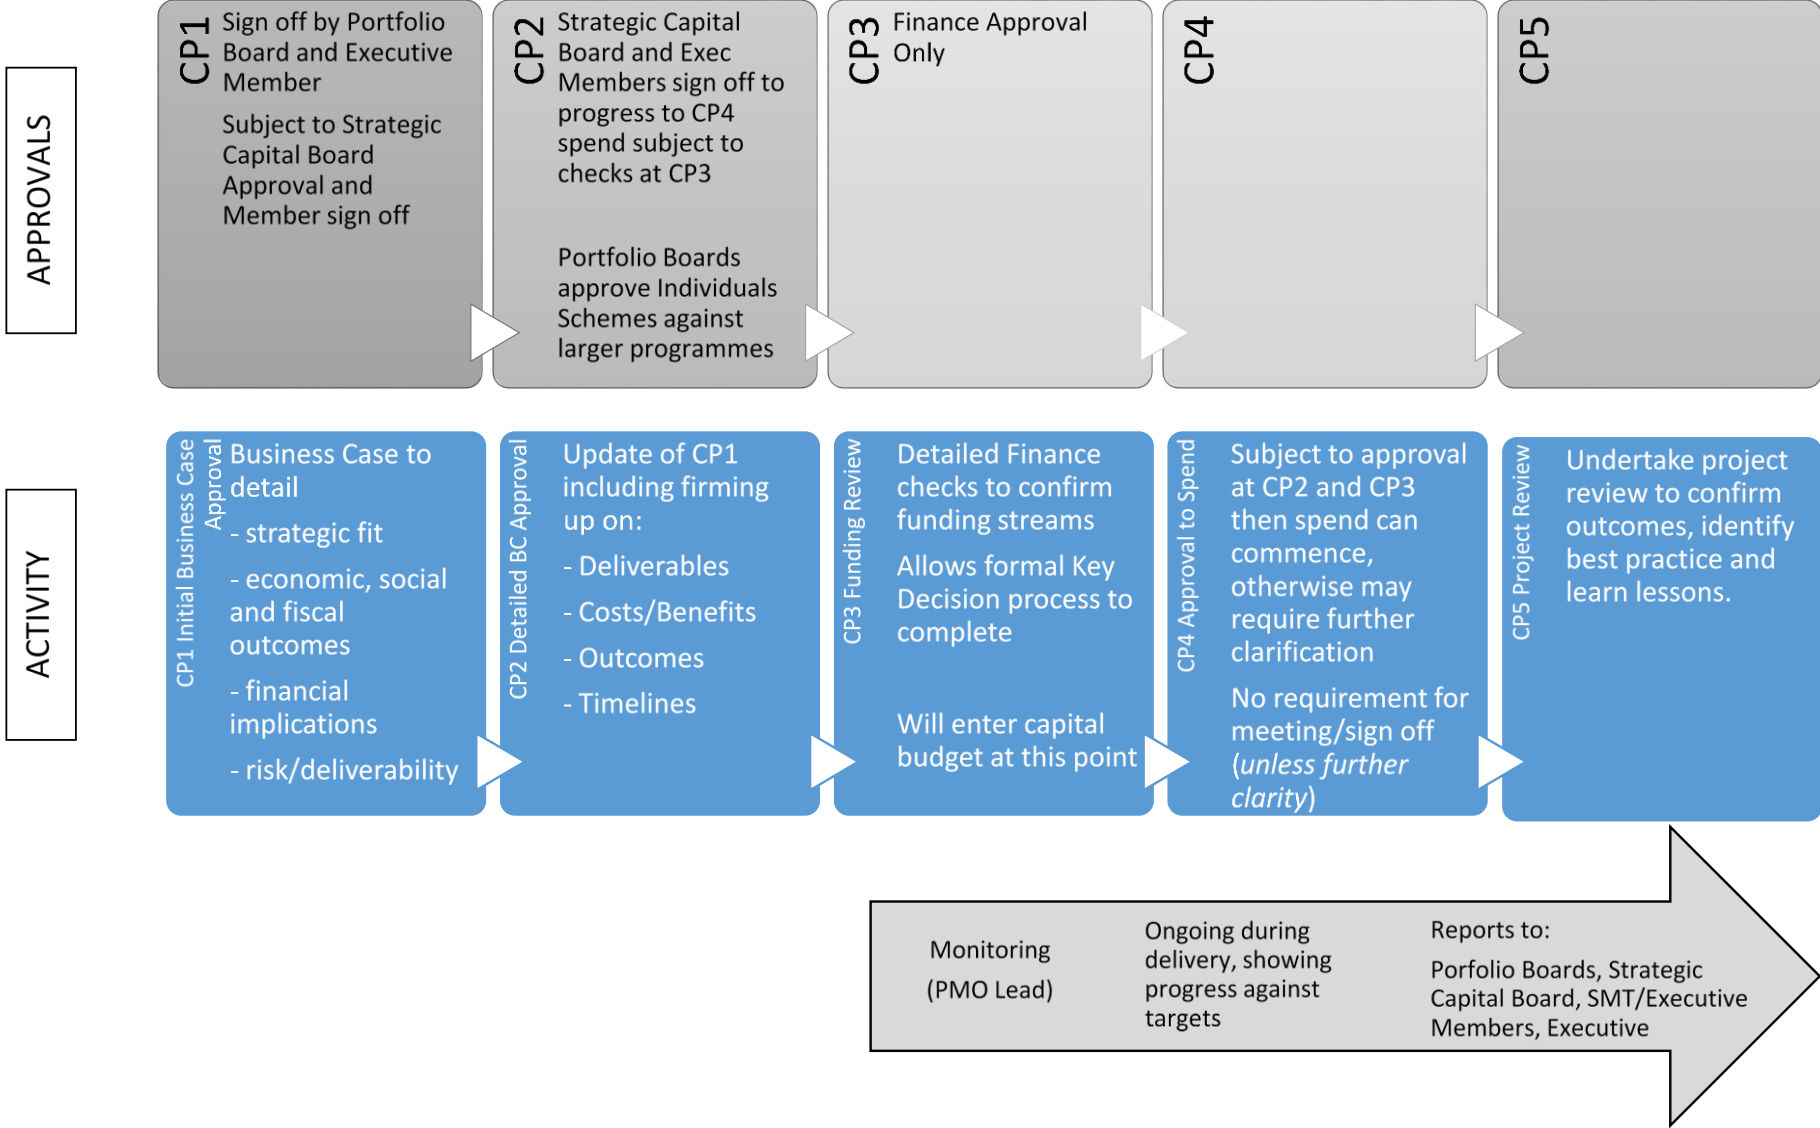 APPROVALS
CP1
Sign off by Portfolio
Board and Executive
Member
Subject to Strategic
Capital Board
Approval and
Member sign off
CP2
Strategic Capital
Board and Exec
Members sign off to
progress to CP4
spend subject to
checks at CP3
Portfolio Boards
approve Individuals
Schemes against
larger programmes
CP3
Finance Approval
Only
CP4
CP5
ACTIVITY
CP1 Initial Business Case
Approval
Business Case to
detail
- strategic fit
- economic, social
and fiscal
outcomes
- financial
implications
- risk/deliverability
CP2 Detailed BC Approval
Update of CP1
including firming
up on:
- Deliverables
- Costs/Benefits
- Outcomes
- Timelines
CP3 Funding Review
Detailed Finance
checks to confirm
funding streams
Allows formal Key
Decision process to
complete
Will enter capital
budget at this point
CP4 Approval to Spend
Subject to approval
at CP2 and CP3
then spend can
commence,
otherwise may
require further
clarification
No requirement for
meeting/sign off
(unless further
clarity)
CP5 Project Review
Undertake project
review to confirm
outcomes, identify
best practice and
learn lessons.
Monitoring
(PMO Lead)
Ongoing during
delivery, showing
progress against
targets
Reports to:
Porfolio Boards, Strategic
Capital Board, SMT/Executive
Members, Executive